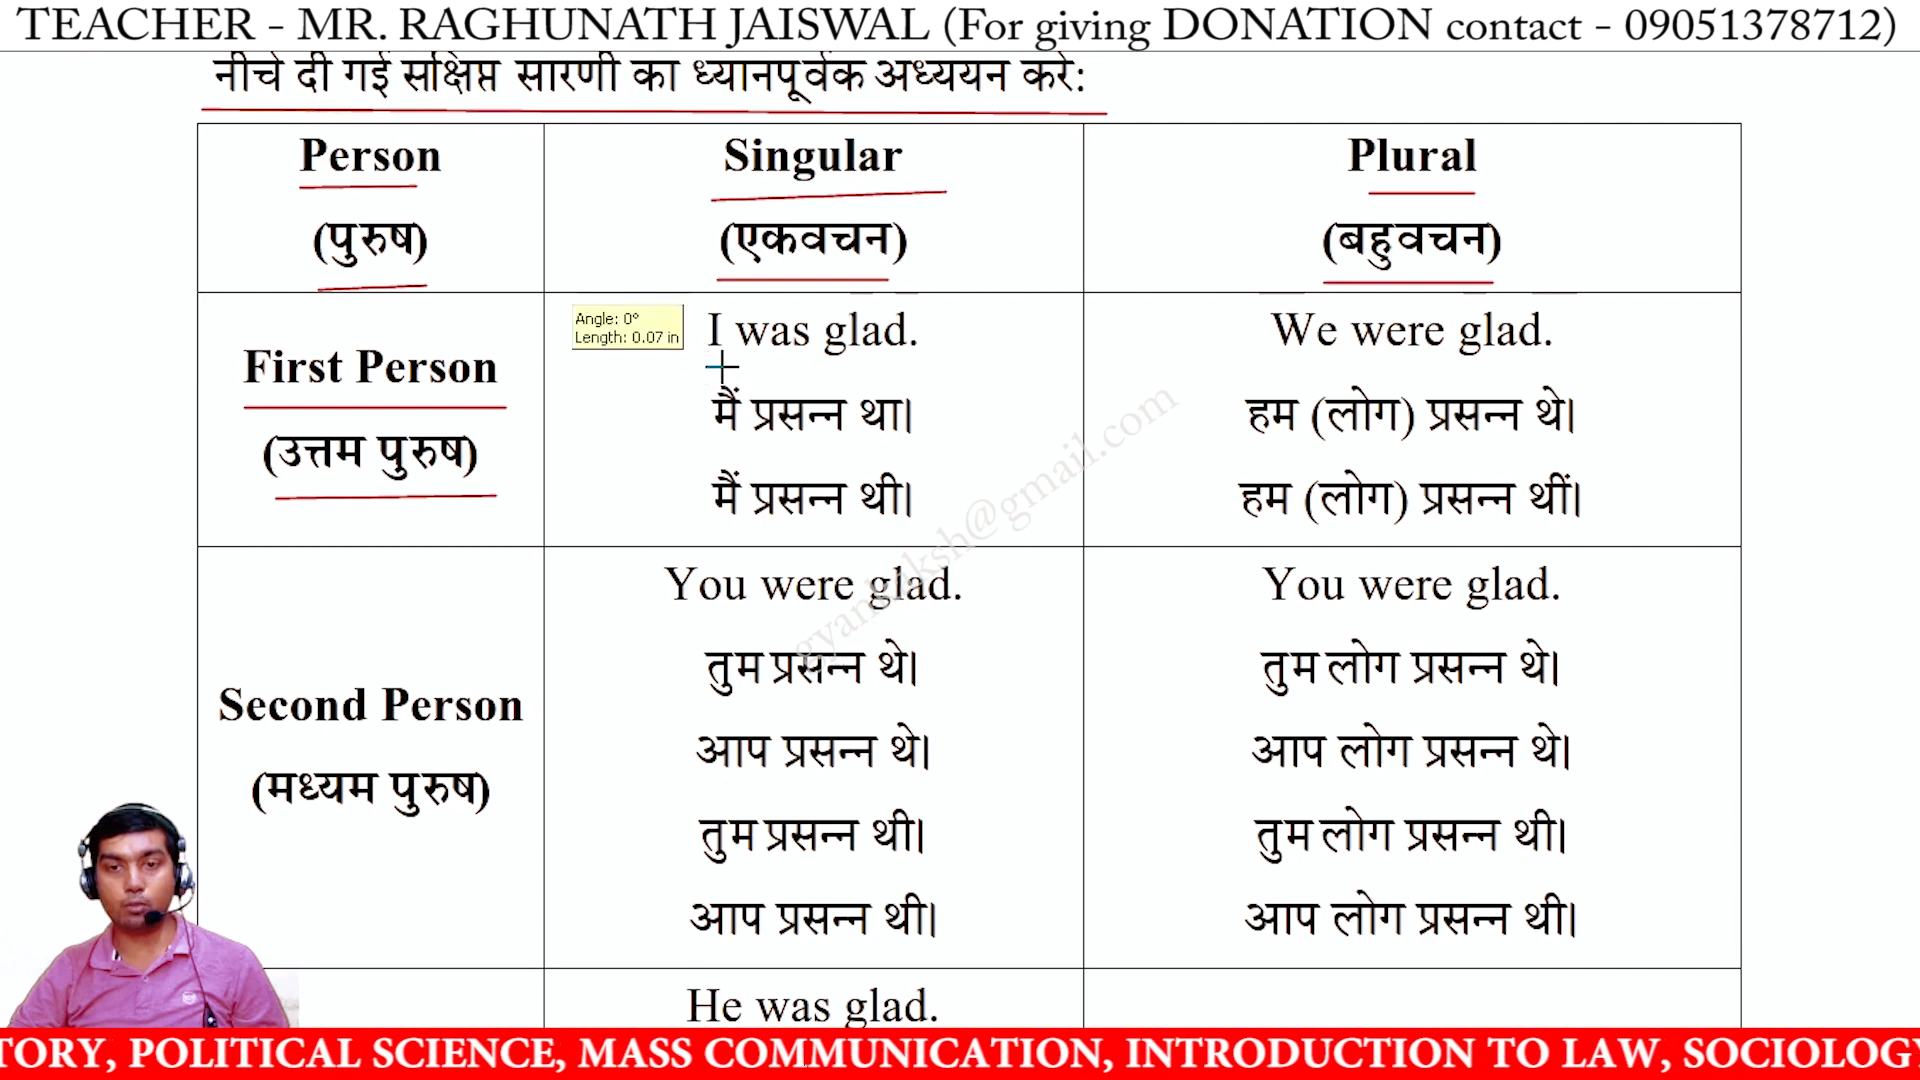 TEACHER - MR. RAGHUNATH JAISWAL (For giving DONATION contact - 09051378712)
नीचे दी गई संक्षिप्त सारणी का ध्यानपूर्वक अध्ययन करे:
Person
(पुरुष)
Singular
(एकवचन)
Plural
(बहुवचन)
First Person
(उत्तम पुरुष)
Angle: 0°
Length: 0.07 in
I was glad.
मैं प्रसन्न था।
मैं प्रसन्न थी।
We were glad.
हम (लोग) प्रसन्न थे।
हम (लोग) प्रसन्न थीं।
Second Person
(मध्यम पुरुष)
You were glad.
तुम प्रसन्न थे।
आप प्रसन्न थे।
तुम प्रसन्न थी।
आप प्रसन्न थी।
You were glad.
तुम लोग प्रसन्न थे।
आप लोग प्रसन्न थे।
तुम लोग प्रसन्न थी।
आप लोग प्रसन्न थी।
He was glad.
TORY, POLITICAL SCIENCE, MASS COMMUNICATION, INTRODUCTION TO LAW, SOCIOLOGY